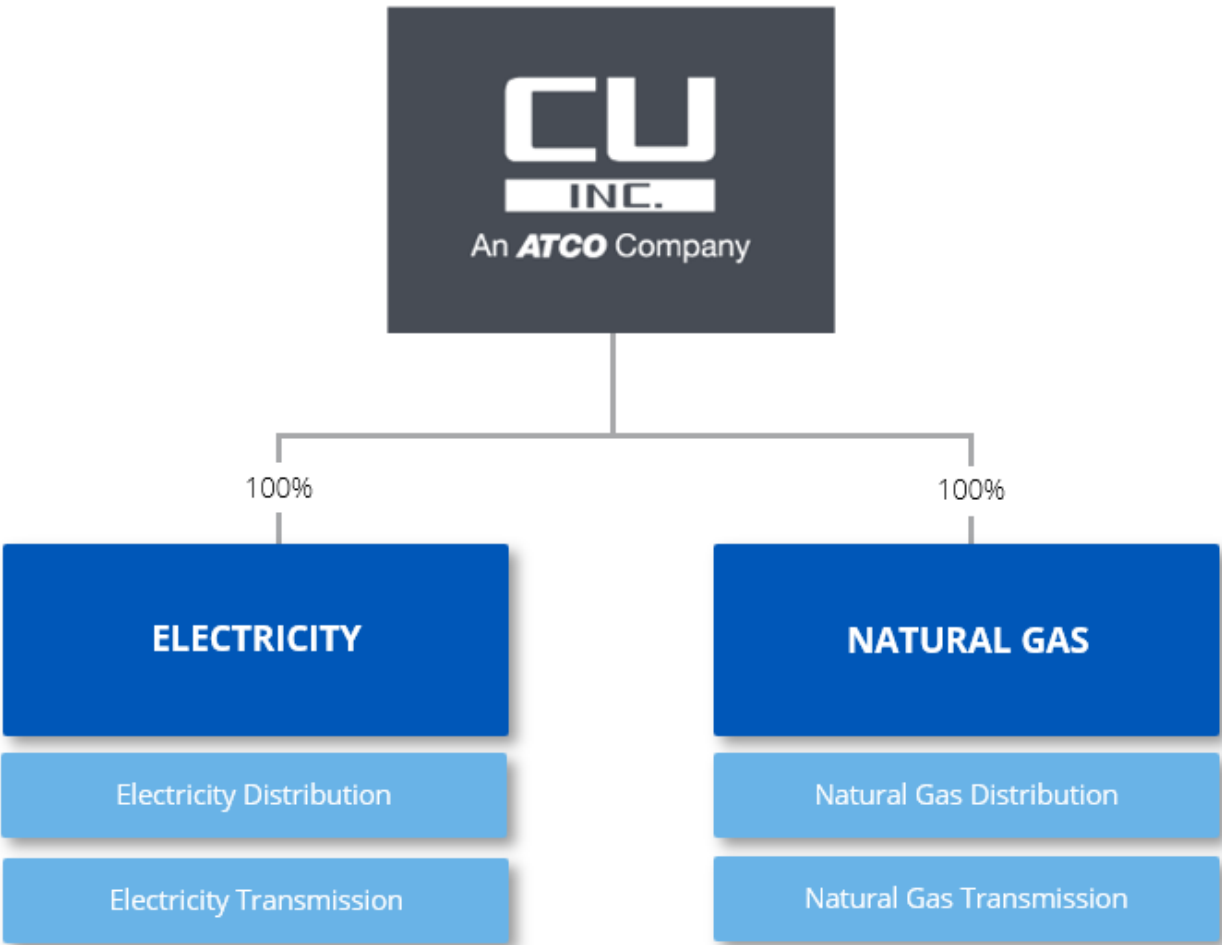 CU
INC.
An ATCO Company
100%
100%
ELECTRICITY
NATURAL GAS
Electricity Distribution
Natural Gas Distribution
Electricity Transmission
Natural Gas Transmission